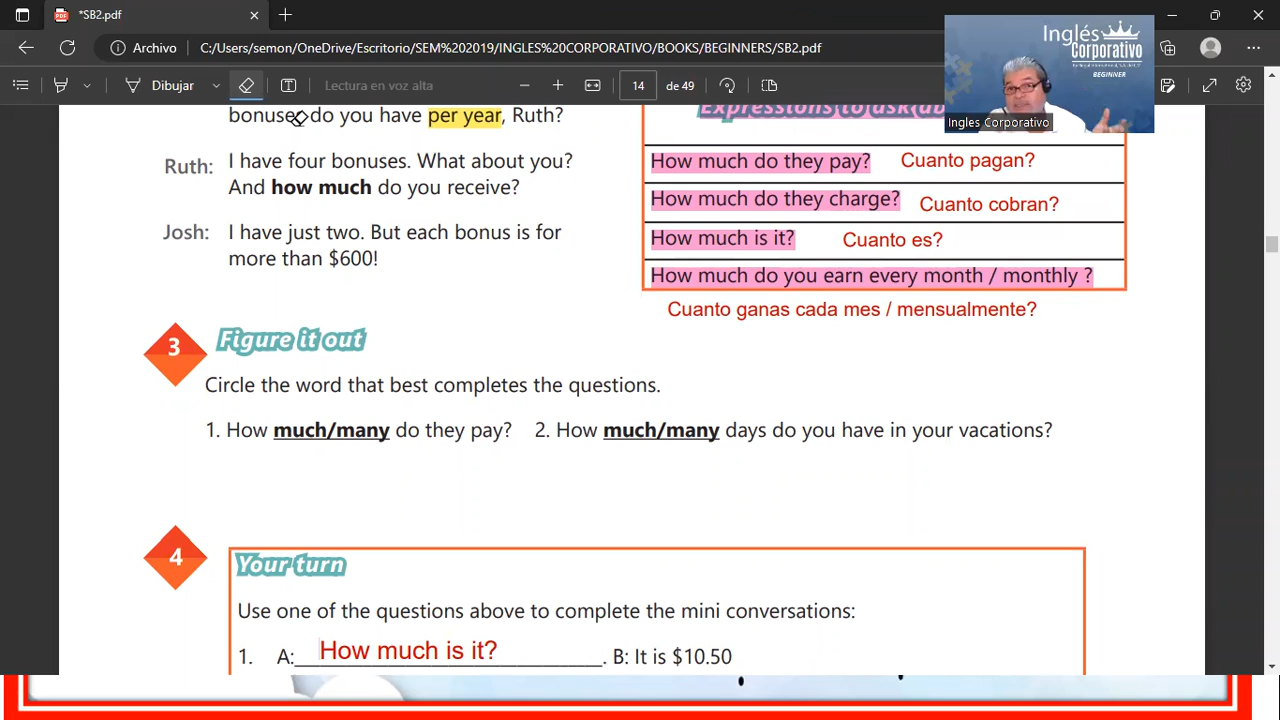 *SB2.pdf
Archivo
C:/Users/semon/OneDrive/Escritorio/SEM%202019/INGLES%20CORPORATIVO/BOOKS/BEGINNERS/SB2.pdf
Dibujar
Lectura en voz alta
14
de 49
Inglés
Corporativo
BEGINNER
Ingles Corporativo
bonuses do you have per year, Ruth?
Ruth: I have four bonuses. What about you?
And how much do you receive?
Josh: I have just two. But each bonus is for
more than $600!
How much do they pay? Cuanto pagan?
How much do they charge? Cuanto cobran?
How much is it? Cuanto es?
How much do you earn every month / monthly ?
Cuanto ganas cada mes / mensualmente?
3 Figure it out
Circle the word that best completes the questions.
1. How much/many do they pay? 2. How much/many days do you have in your vacations?
4 Your turn
Use one of the questions above to complete the mini conversations:
1. A: How much is it? . B: It is $10.50